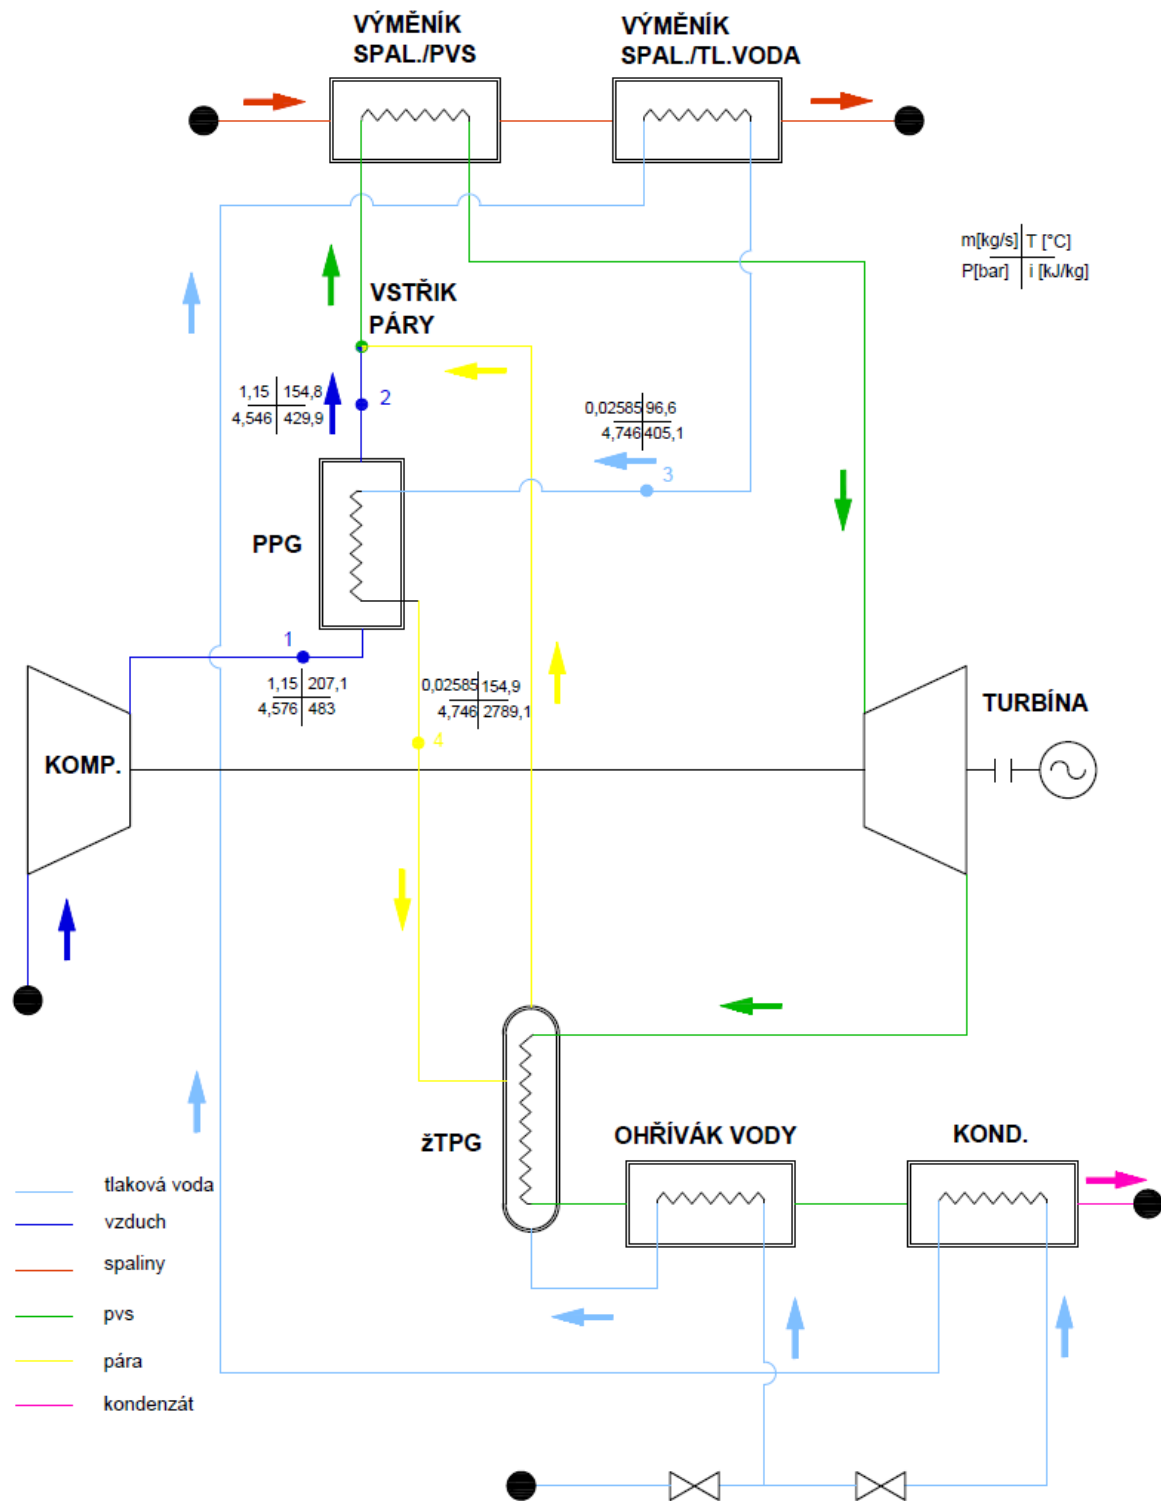 VÝMĚNÍK
SPAL./PVS
VÝMĚNÍK
SPAL./TL.VODA
m[kg/s] T [°C]
P[bar] i [kJ/kg]
VSTŘIK
PÁRY
1,15 154,8
4,546 429,9
2
0,02585 96,6
4,746 405,1
3
PPG
1
1,15 207,1
4,576 483
0,02585 154,9
4,746 2789,1
4
TURBÍNA
KOMP.
žTPG
OHŘÍVÁK VODY
KOND.
tlaková voda
vzduch
spaliny
pvs
pára
kondenzát